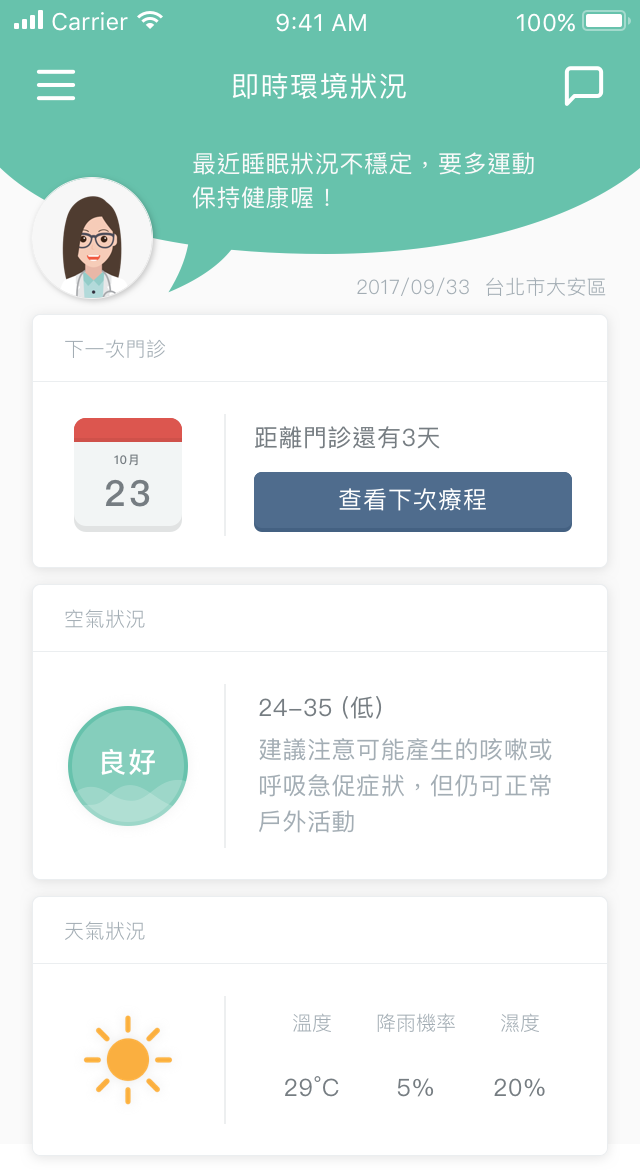 Carrier 9:41 AM 100%
即時環境狀況
最近睡眠狀況不穩定，要多運動
保持健康喔！
2017/09/33 台北市大安區
下一次門診
10月
23
距離門診還有3天
查看下次療程
空氣狀況
良好
24–35 (低)
建議注意可能產生的咳嗽或
呼吸急促症狀，但仍可正常
戶外活動
天氣狀況
溫度 降雨機率 濕度
29°C 5% 20%